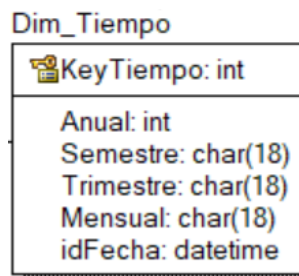 Dim_Tiempo
KeyTiempo: int
Anual: int
Semestre: char(18)
Trimestre: char(18)
Mensual: char(18)
idFecha: datetime